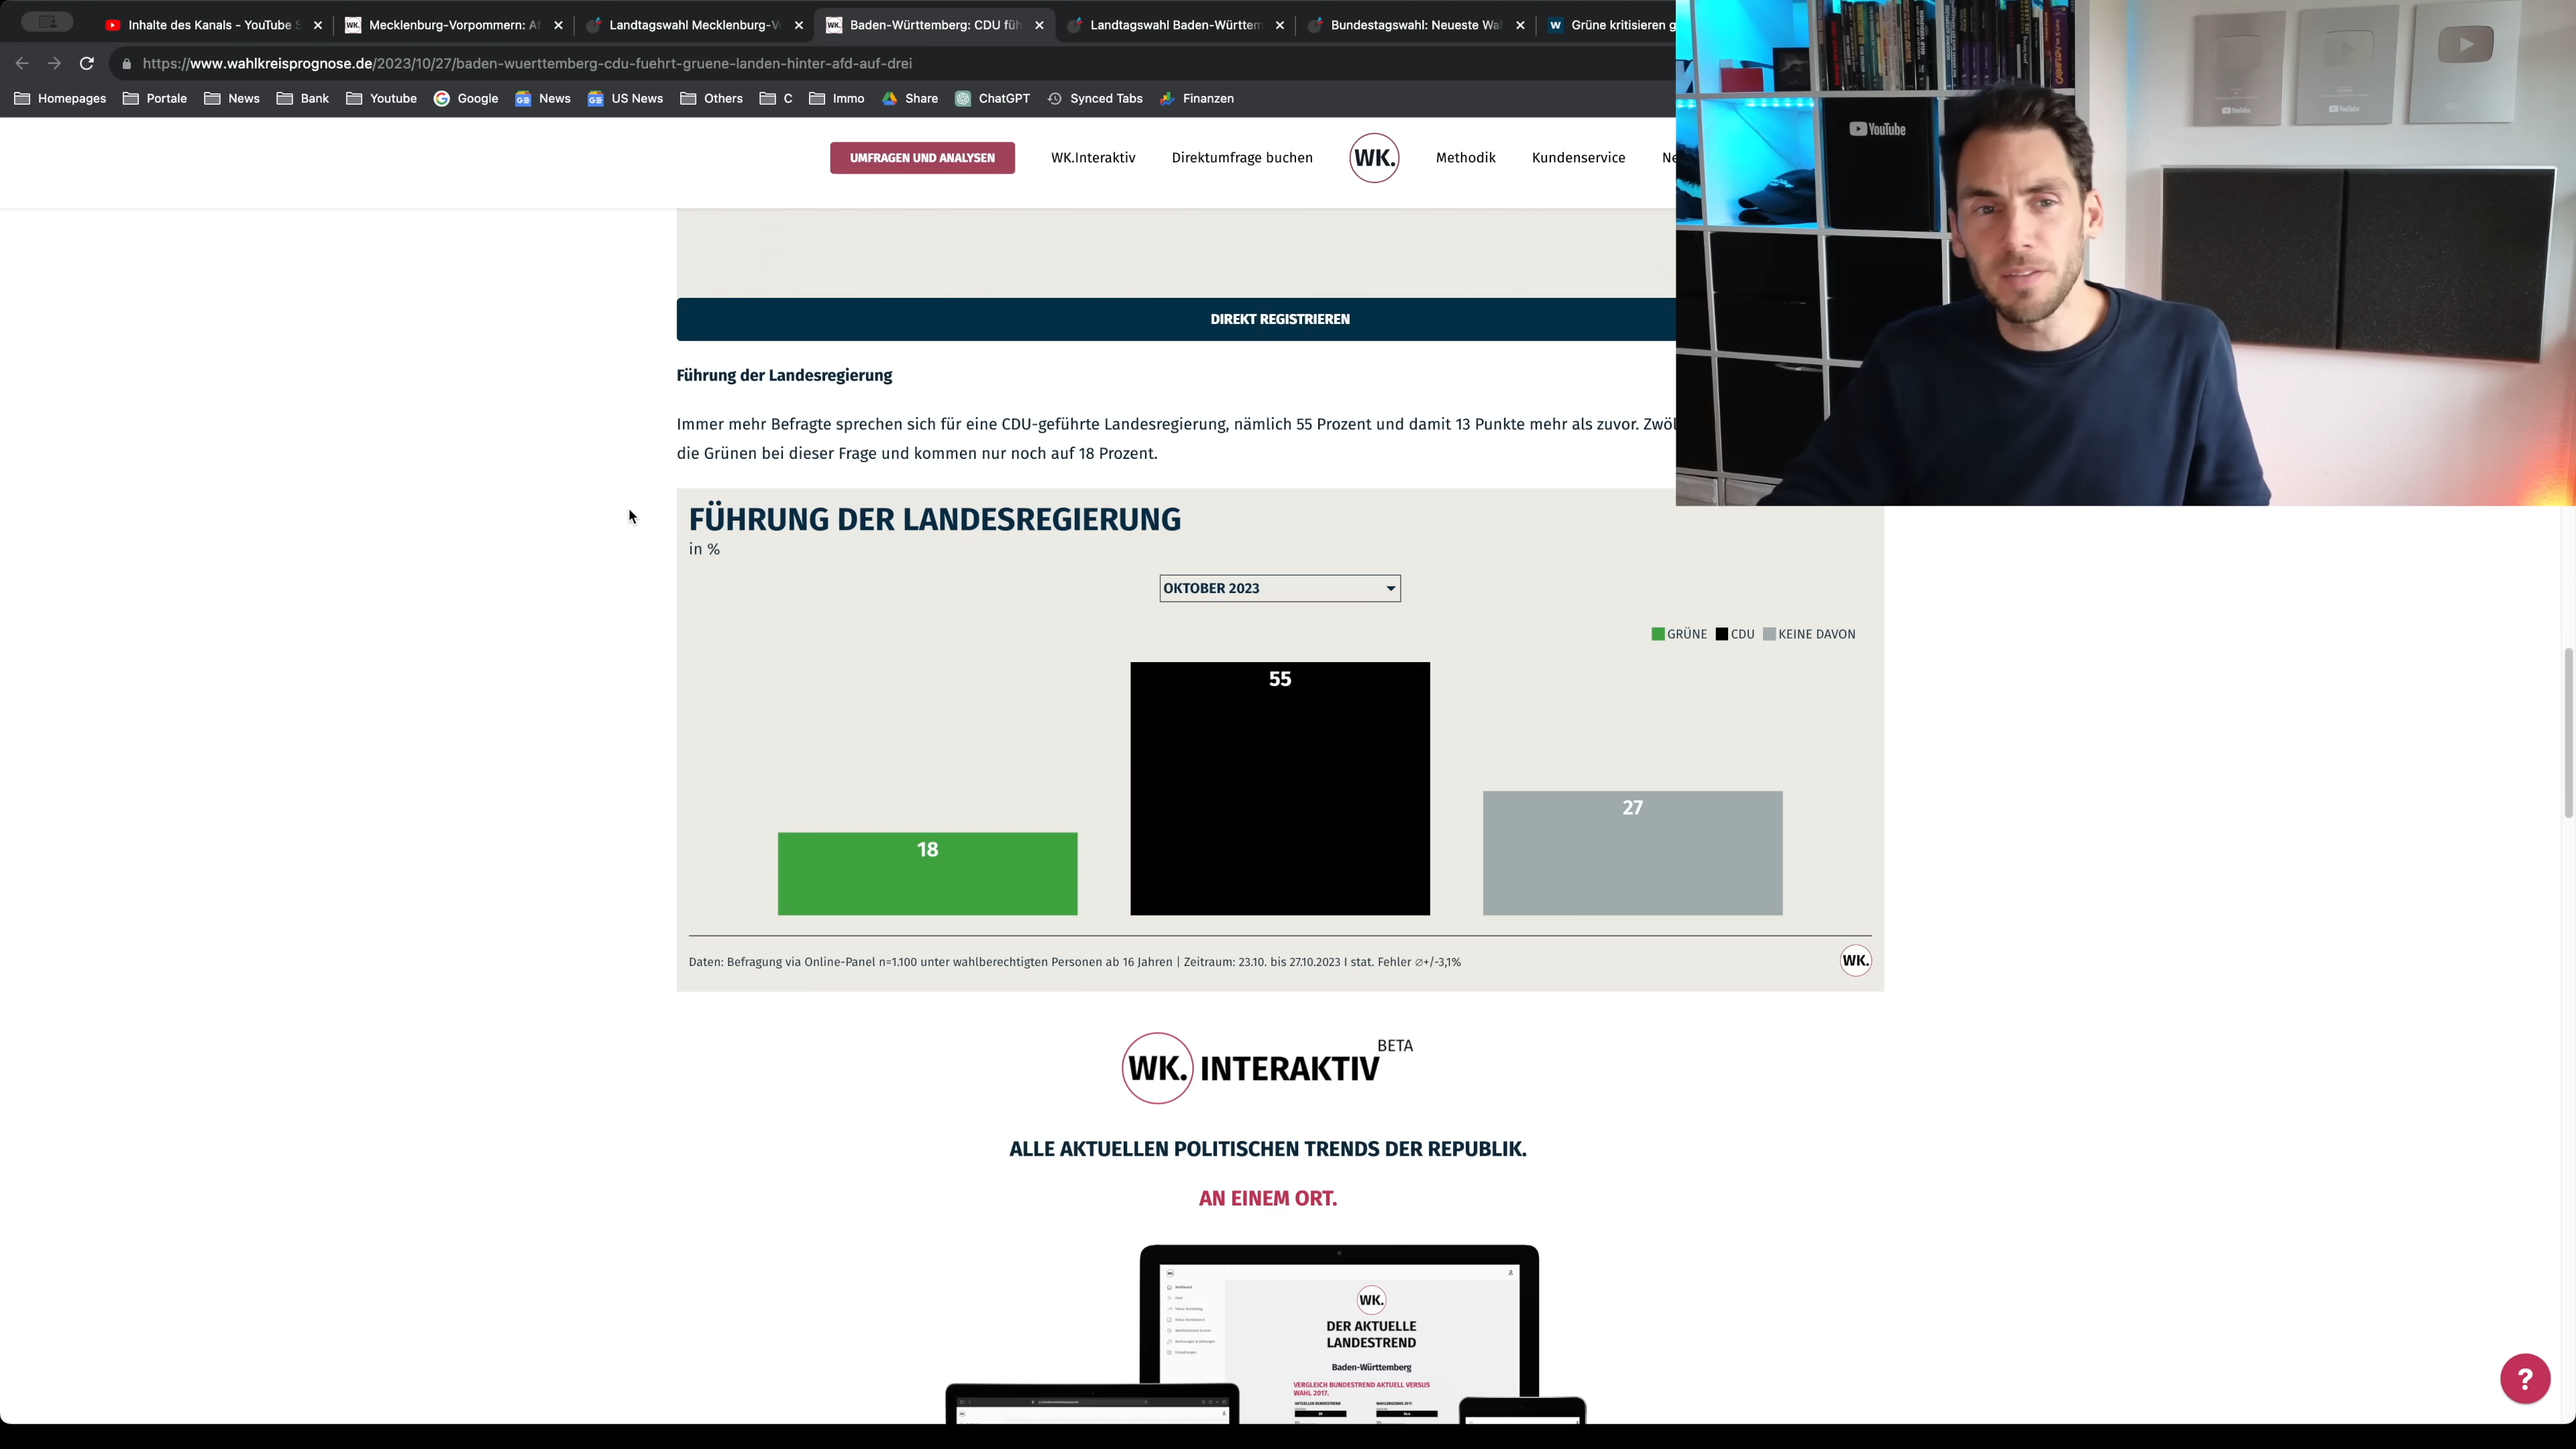 Inhalte des Kanals - YouTube S
Mecklenburg-Vorpommern: Af
Landtagswahl Mecklenburg-V
Baden-Württemberg: CDU füh
Landtagswahl Baden-Württem
Bundestagswahl: Neueste Wa
Grüne kritisieren g
https://www.wahlkreisprognose.de/2023/10/27/baden-wuerttemberg-cdu-fuehrt-gruene-landen-hinter-afd-auf-drei
Homepages Portale News Bank Youtube Google News US News Others C Immo Share ChatGPT Synced Tabs Finanzen
UMFRAGEN UND ANALYSEN WK.Interaktiv Direktumfrage buchen WK. Methodik Kundenservice Ne
YouTube
DIREKT REGISTRIEREN
Führung der Landesregierung
Immer mehr Befragte sprechen sich für eine CDU-geführte Landesregierung, nämlich 55 Prozent und damit 13 Punkte mehr als zuvor. Zwöl
die Grünen bei dieser Frage und kommen nur noch auf 18 Prozent.
FÜHRUNG DER LANDESREGIERUNG
in %
OKTOBER 2023
GRÜNE CDU KEINE DAVON
55
27
18
Daten: Befragung via Online-Panel n=1.100 unter wahlberechtigten Personen ab 16 Jahren | Zeitraum: 23.10. bis 27.10.2023 I stat. Fehler ⌀+/-3,1%
WK.
WK. INTERAKTIV BETA
ALLE AKTUELLEN POLITISCHEN TRENDS DER REPUBLIK.
AN EINEM ORT.
WK.
DER AKTUELLE
LANDESTREND
Baden-Württemberg
VERGLEICH BUNDESTREND AKTUELL VERSUS
WAHL 2017.
?